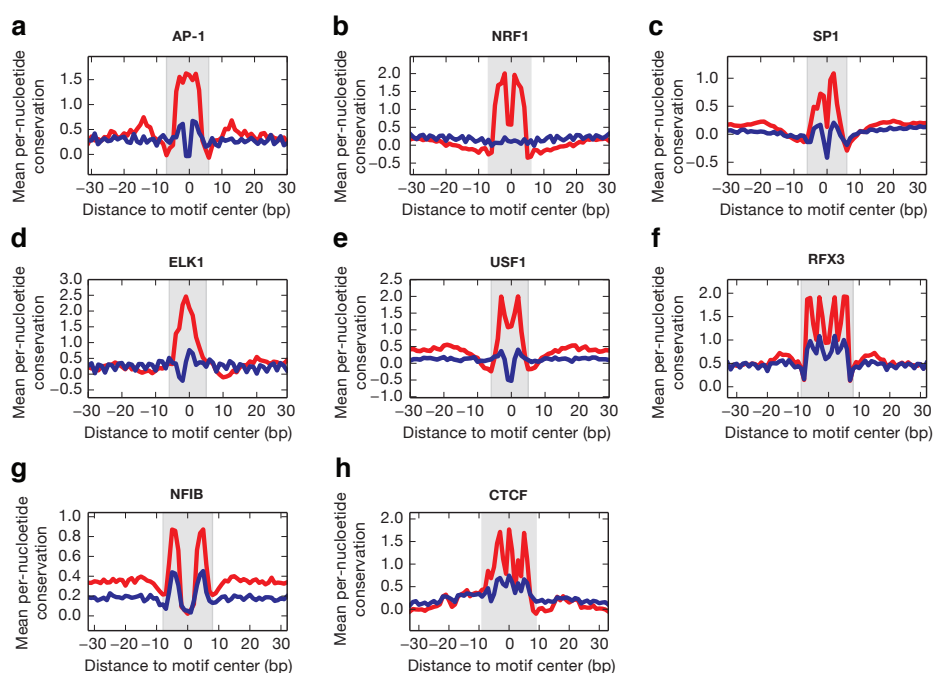 a
AP-1
Mean per-nucloetide
conservation
1.5
1.0
0.5
0.0
−30 −20 −10 0 10 20 30
Distance to motif center (bp)
b
NRF1
Mean per-nucloetide
conservation
2.0
1.5
1.0
0.5
0.0
−0.5
−30 −20 −10 0 10 20 30
Distance to motif center (bp)
c
SP1
Mean per-nucloetide
conservation
1.0
0.5
0.0
−0.5
−30 −20 −10 0 10 20 30
Distance to motif center (bp)
d
ELK1
Mean per-nucloetide
conservation
3.0
2.5
2.0
1.5
1.0
0.5
0.0
−0.5
−30 −20 −10 0 10 20 30
Distance to motif center (bp)
e
USF1
Mean per-nucloetide
conservation
2.5
2.0
1.5
1.0
0.5
0.0
−0.5
−1.0
−30 −20 −10 0 10 20 30
Distance to motif center (bp)
f
RFX3
Mean per-nucloetide
conservation
2.0
1.5
1.0
0.5
0.0
−30 −20 −10 0 10 20 30
Distance to motif center (bp)
g
NFIB
Mean per-nucloetide
conservation
1.0
0.8
0.6
0.4
0.2
0.0
−30 −20 −10 0 10 20 30
Distance to motif center (bp)
h
CTCF
Mean per-nucloetide
conservation
2.0
1.5
1.0
0.5
0.0
−30 −20 −10 0 10 20 30
Distance to motif center (bp)